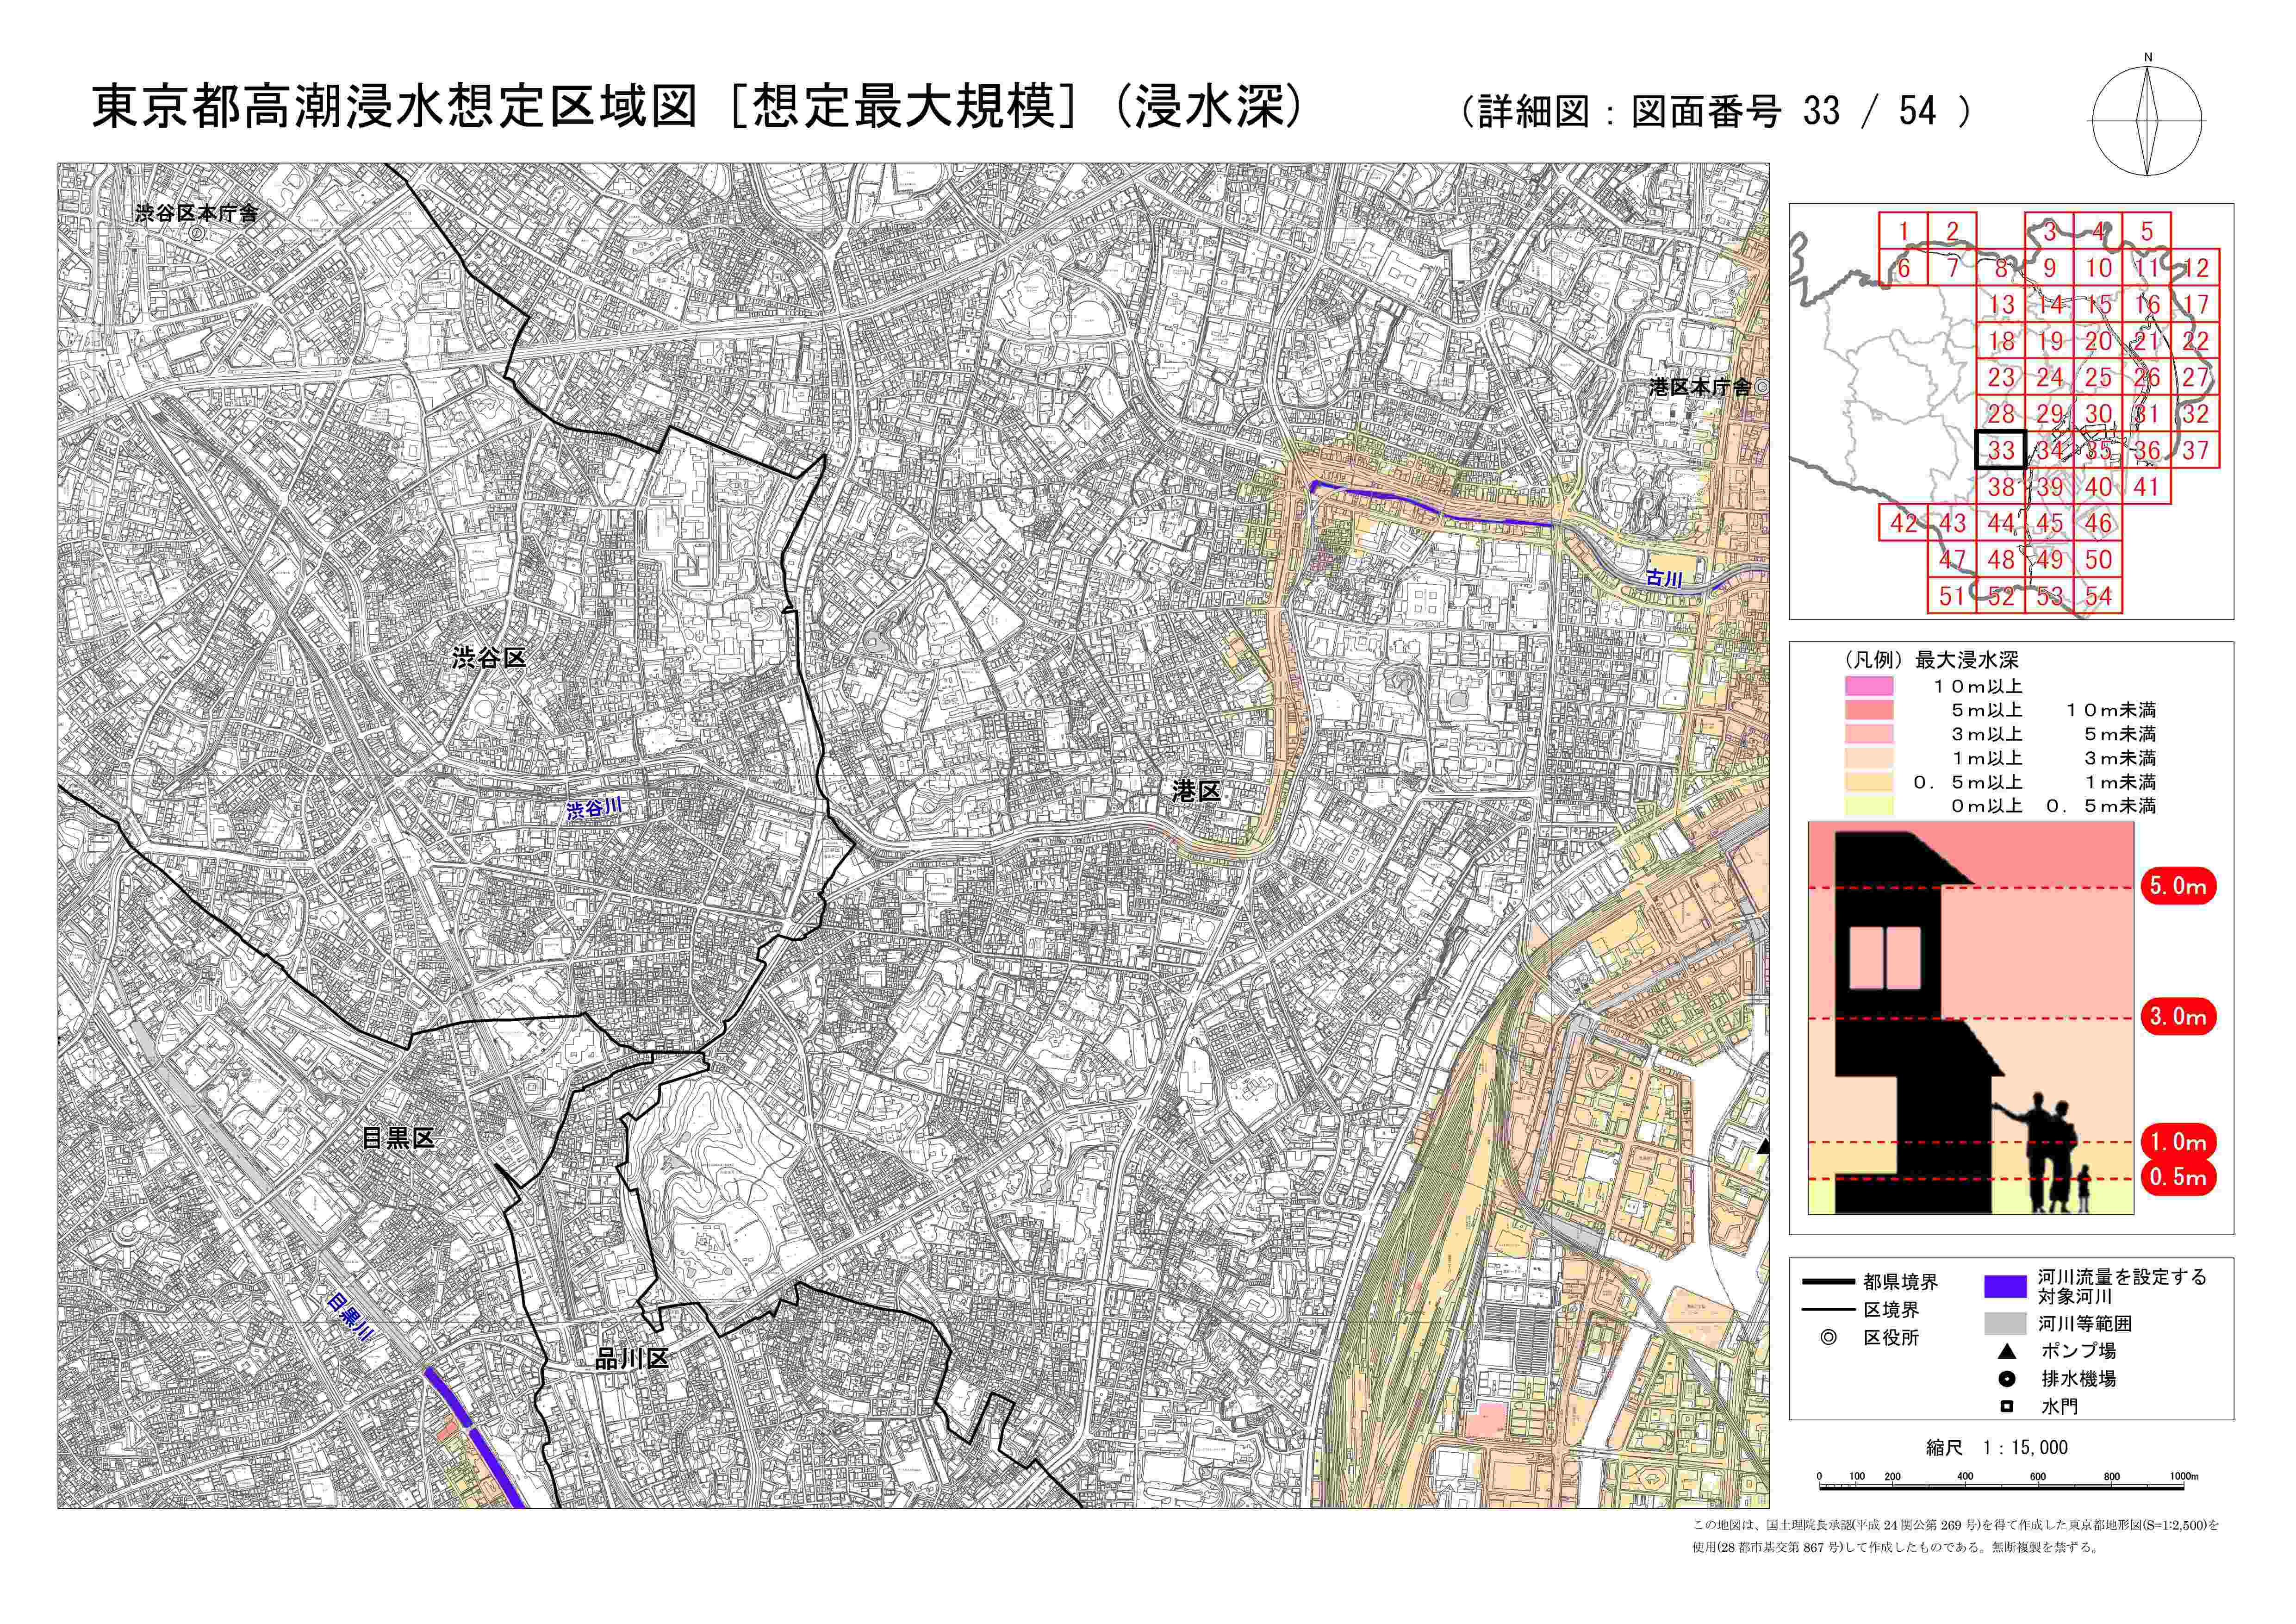 東京都高潮浸水想定区域図［想定最大規模］（浸水深）
（詳細図：図面番号 33 / 54 ）
N
渋谷区本庁舎
港区本庁舎
古川
渋谷区
渋谷川
港区
目黒区
目黒川
品川区
1 2 3 4 5
6 7 8 9 10 11 12
13 14 15 16 17
18 19 20 21 22
23 24 25 26 27
28 29 30 31 32
33 34 35 36 37
38 39 40 41
42 43 44 45 46
47 48 49 50
51 52 53 54
（凡例）最大浸水深
１０ｍ以上
５ｍ以上 １０ｍ未満
３ｍ以上 ５ｍ未満
１ｍ以上 ３ｍ未満
０．５ｍ以上 １ｍ未満
０ｍ以上 ０．５ｍ未満
5.0m
3.0m
1.0m
0.5m
都県境界
区境界
区役所
河川流量を設定する
対象河川
河川等範囲
ポンプ場
排水機場
水門
縮尺 1：15,000
0 100 200 400 600 800 1000m
この地図は、国土地理院長承認(平成 24 関公第 269 号)を得て作成した東京都地形図(S=1:2,500)を
使用(28 都市基交第 867 号)して作成したものである。無断複製を禁ずる。